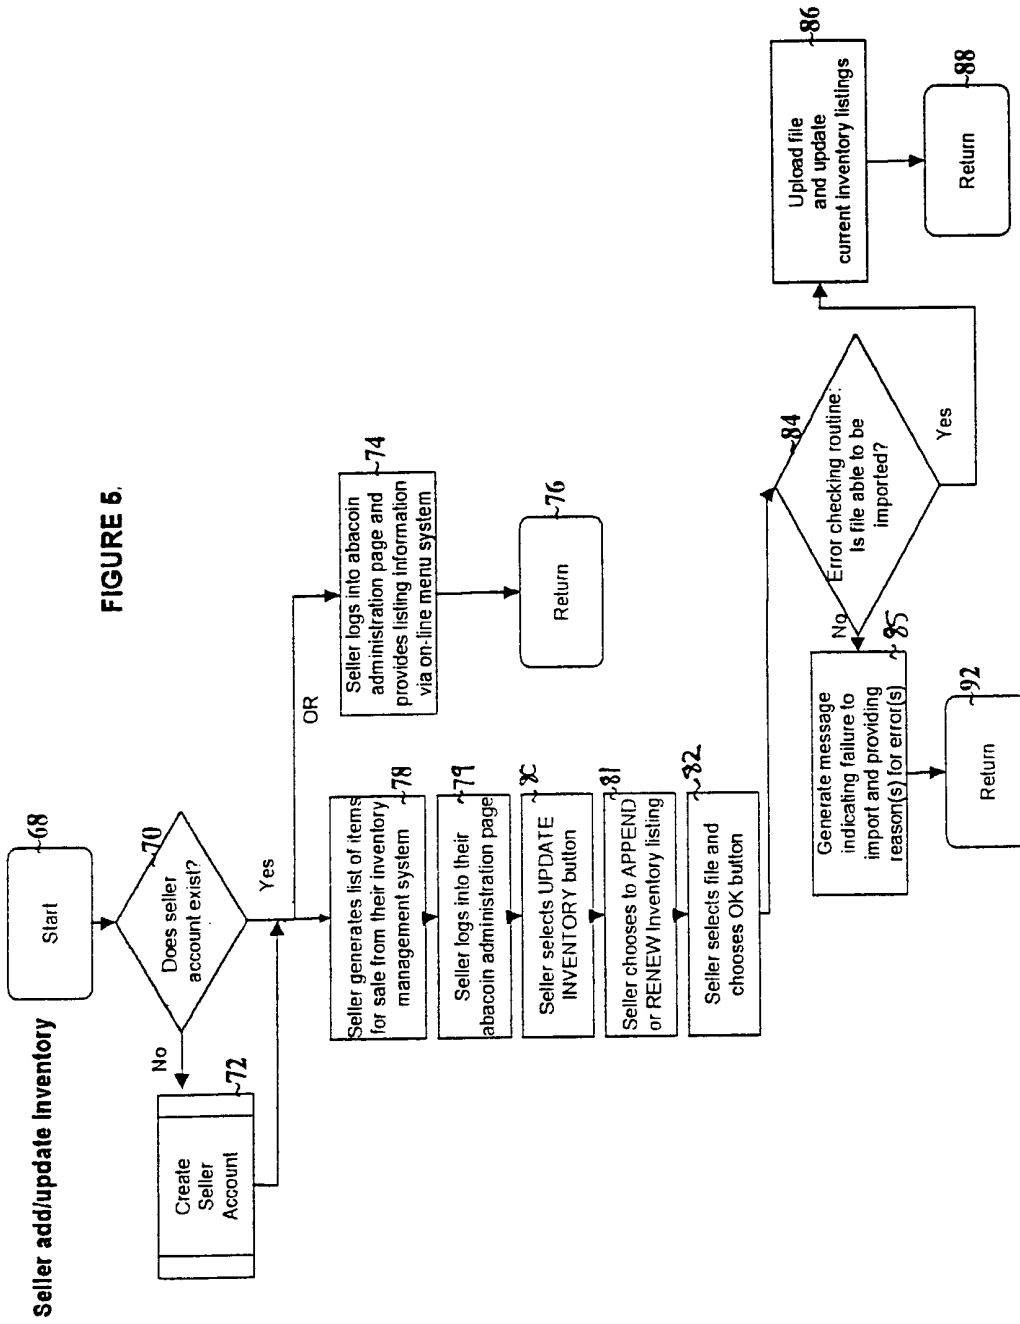 Seller add/update Inventory
FIGURE 5.
Start
~68
Does seller
account exist?
~70
No
Yes
Create
Seller
Account
~72
OR
Seller logs into abacoin
administration page and
provides listing information
via on-line menu system
~74
Return
~76
Seller generates list of items
for sale from their inventory
management system
~78
Seller logs into their
abacoin administration page
~79
Seller selects UPDATE
INVENTORY button
~80
Seller chooses to APPEND
or RENEW Inventory listing
~81
Seller selects file and
chooses OK button
~82
Error checking routine:
Is file able to be
imported?
~84
No
Yes
Generate message
indicating failure to
import and providing
reason(s) for error(s)
~85
Return
~92
Upload file
and update
current inventory listings
~86
Return
~88